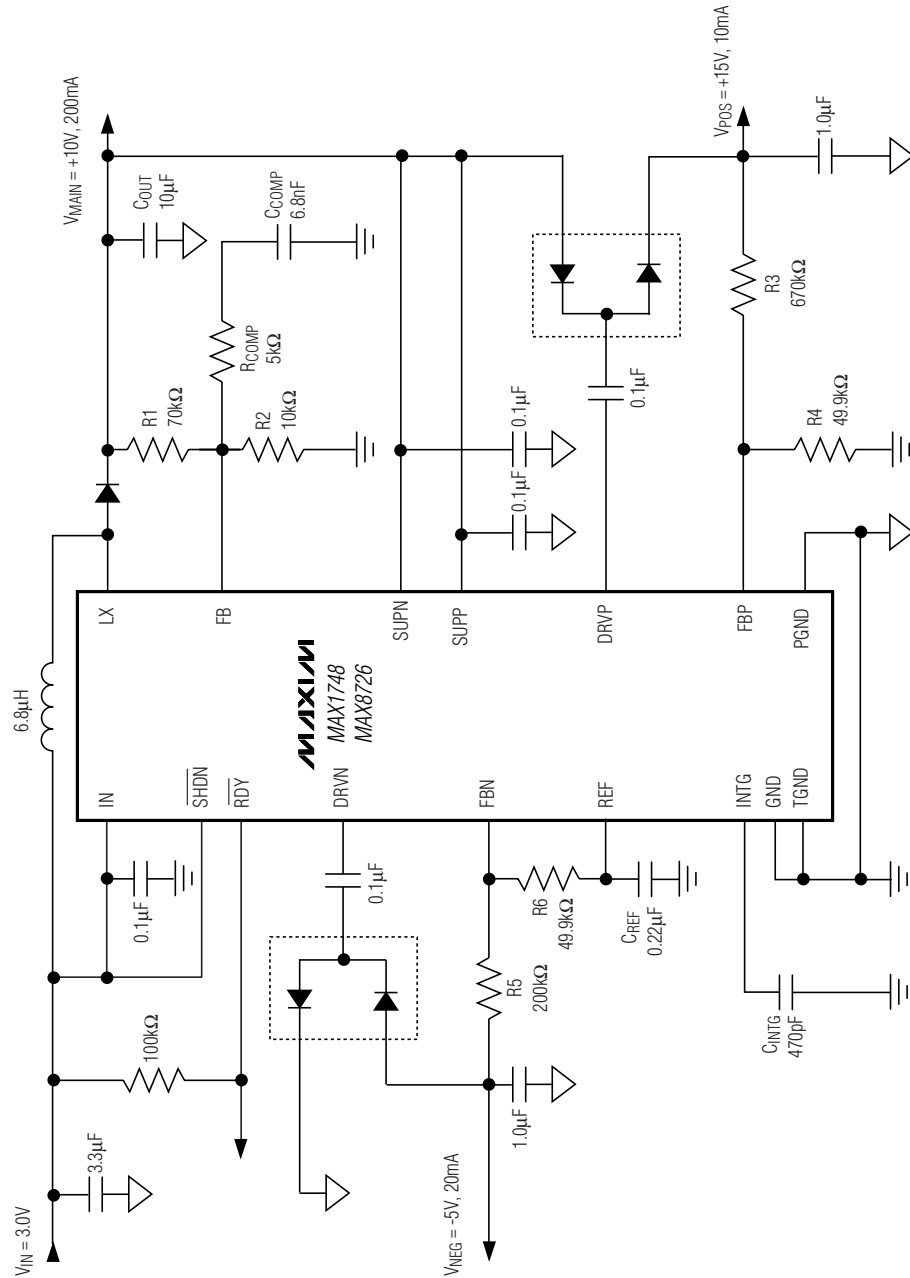 VIN = 3.0V
3.3µF
100kΩ
0.1µF
6.8µH
VMAIN = +10V, 200mA
COUT
10µF
R1
70kΩ
R2
10kΩ
RCOMP
5kΩ
CCOMP
6.8nF
IN
SHDN
RDY
LX
FB
MAXIM
MAX1748
MAX8726
DRVN
0.1µF
SUPN
SUPP
0.1µF
0.1µF
VNEG = -5V, 20mA
1.0µF
R5
200kΩ
R6
49.9kΩ
FBN
REF
CREF
0.22µF
DRVP
0.1µF
VPOS = +15V, 10mA
1.0µF
R3
670kΩ
R4
49.9kΩ
FBP
PGND
INTG
GND
TGND
CINTG
470pF